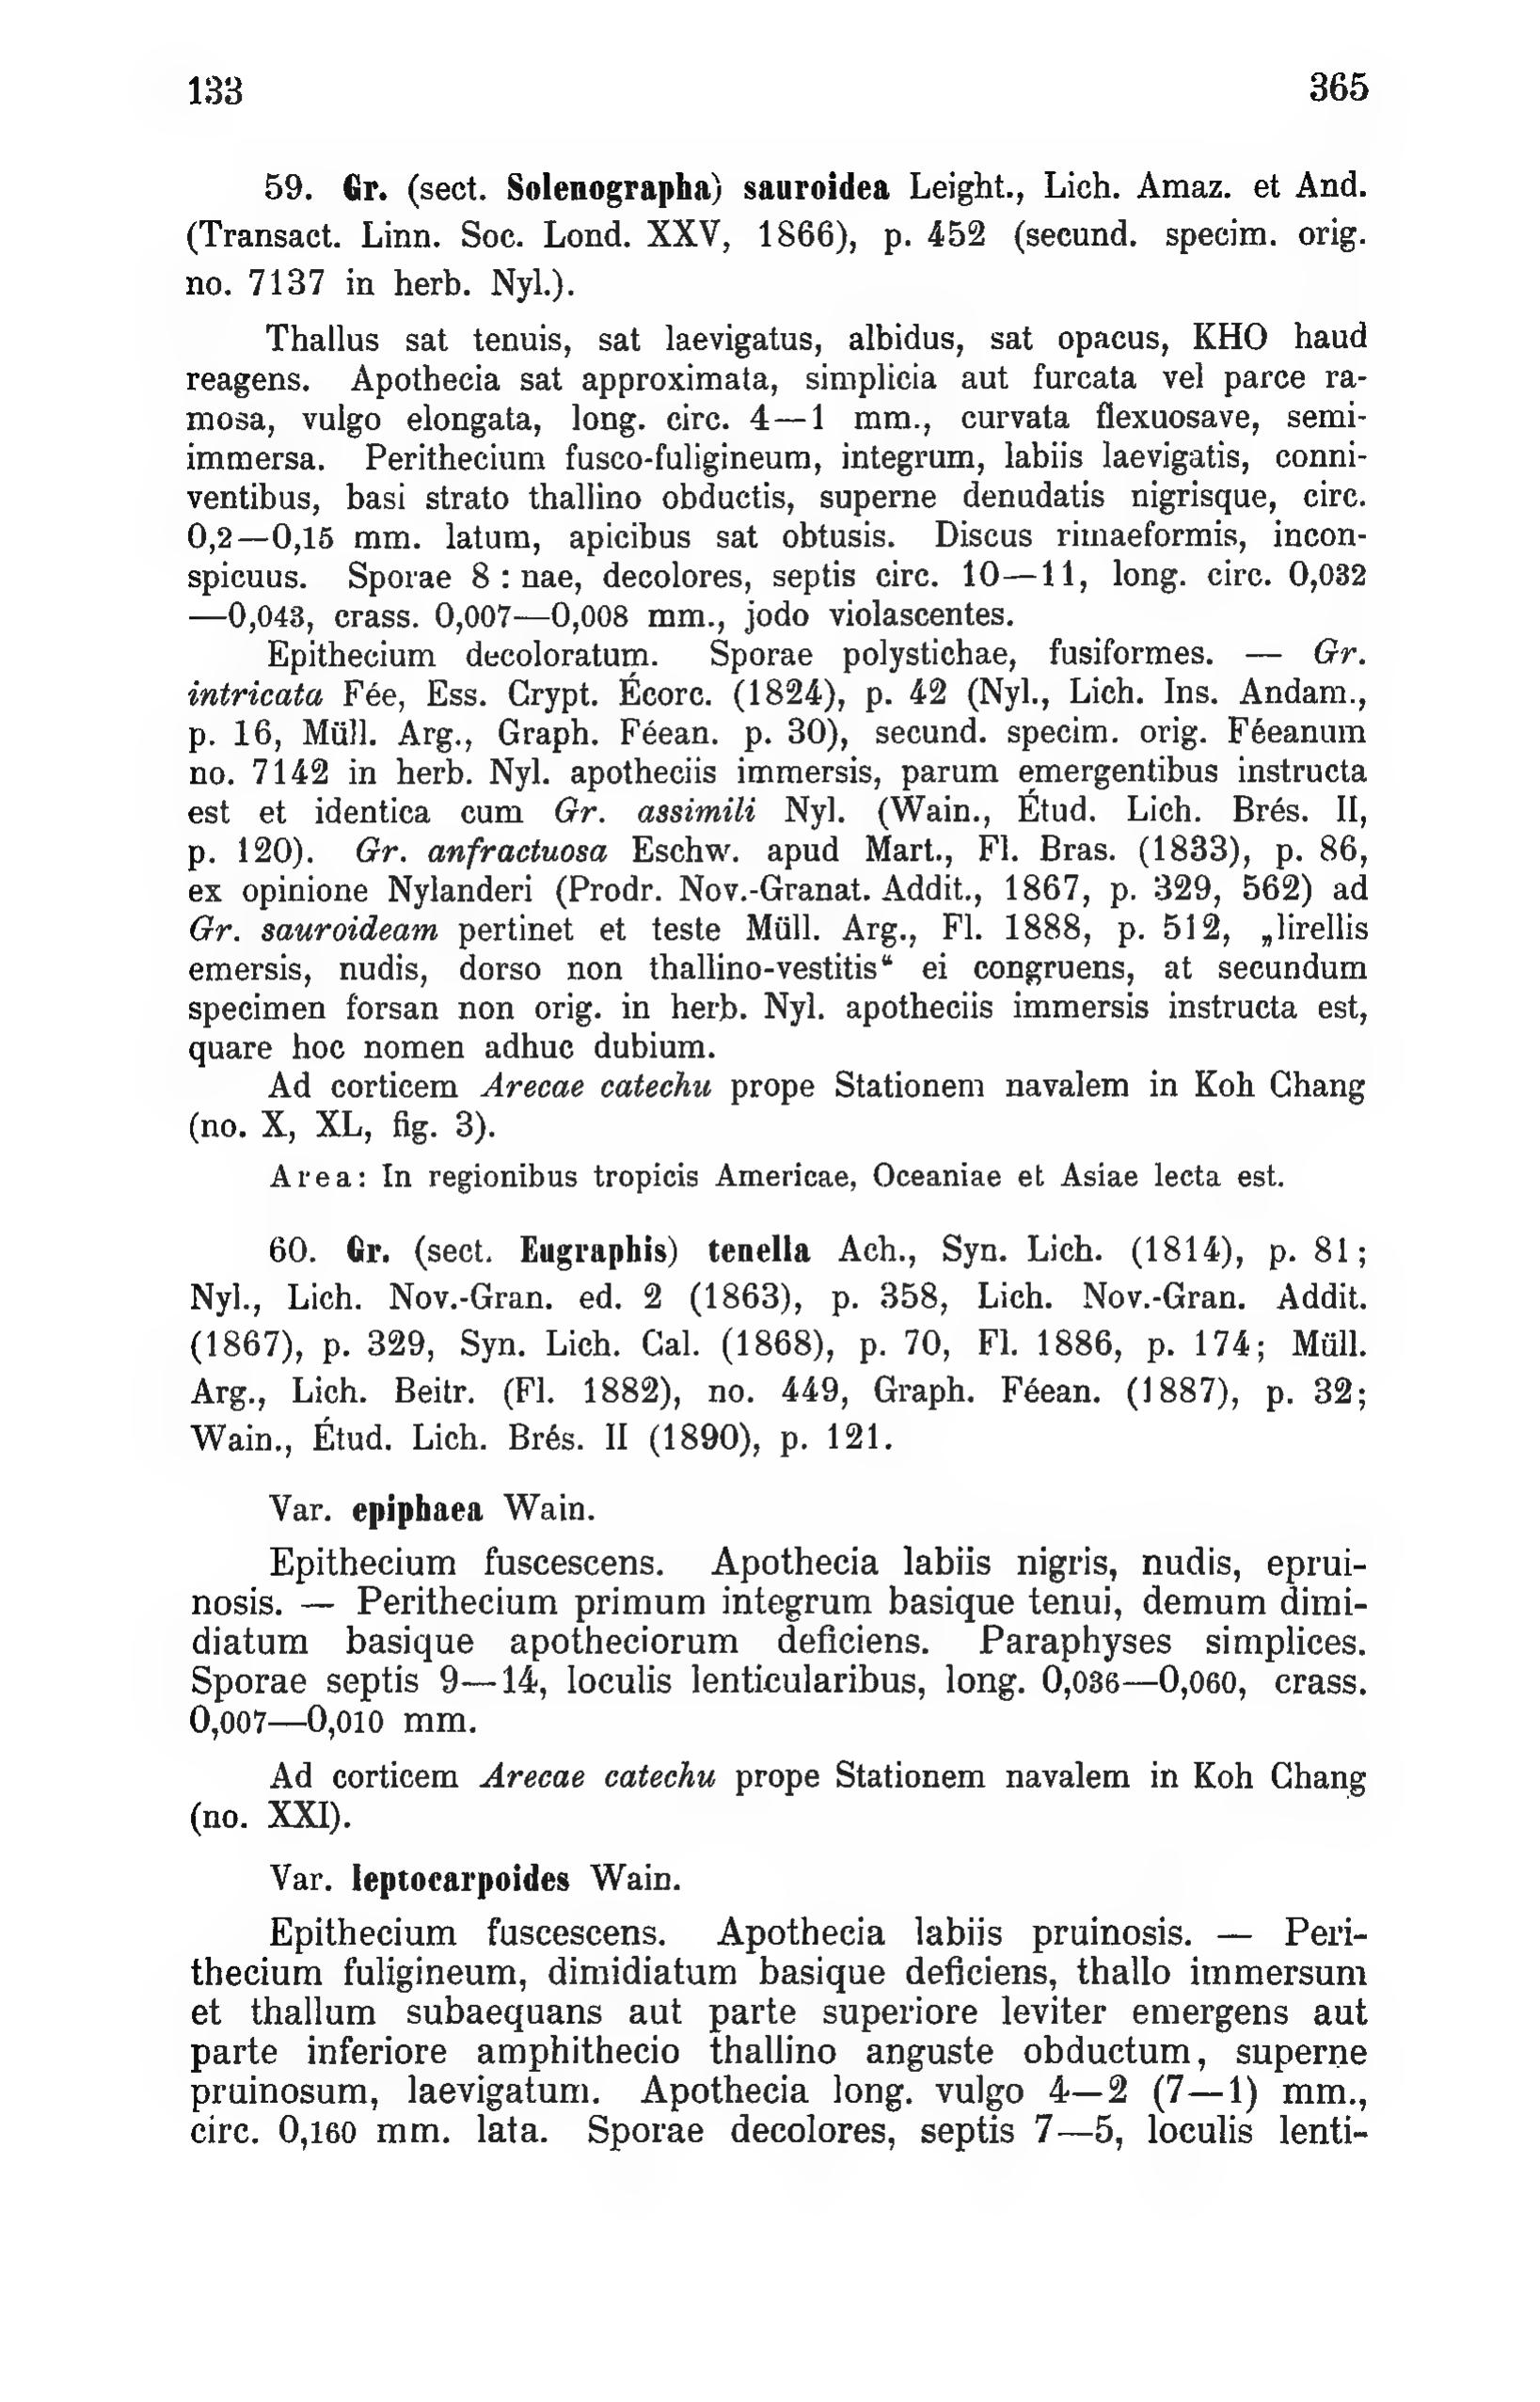 133 365
59. Gr. (sect. Solenographa) sauroidea Leight., Lich. Amaz. et And.
(Transact. Linn. Soc. Lond. XXV, 1866), p. 452 (secund. specim. orig.
no. 7137 in herb. Nyl.).
Thallus sat tenuis, sat laevigatus, albidus, sat opacus, KHO haud
reagens. Apothecia sat approximata, simplicia aut furcata vel parce ra-
mosa, vulgo elongata, long. circ. 4—1 mm., curvata flexuosave, semi-
immersa. Perithecium fusco-fuligineum, integrum, labiis laevigatis, conni-
ventibus, basi strato thallino obductis, superne denudatis nigrisque, circ.
0,2—0,15 mm. latum, apicibus sat obtusis. Discus rimaeformis, incon-
spicuus. Sporae 8 : nae, decolores, septis circ. 10—11, long. circ. 0,032
—0,043, crass. 0,007—0,008 mm., jodo violascentes.
Epithecium decoloratum. Sporae polystichae, fusiformes. — Gr.
intricata Fée, Ess. Crypt. Écorc. (1824), p. 42 (Nyl., Lich. Ins. Andam.,
p. 16, Müll. Arg., Graph. Féean. p. 30), secund. specim. orig. Féeanum
no. 7142 in herb. Nyl. apotheciis immersis, parum emergentibus instructa
est et identica cum Gr. assimili Nyl. (Wain., Étud. Lich. Brés. II,
p. 120). Gr. anfractuosa Eschw. apud Mart., Fl. Bras. (1833), p. 86,
ex opinione Nylanderi (Prodr. Nov.-Granat. Addit., 1867, p. 329, 562) ad
Gr. sauroideam pertinet et teste Müll. Arg., Fl. 1888, p. 512, „lirellis
emersis, nudis, dorso non thallino-vestitis“ ei congruens, at secundum
specimen forsan non orig. in herb. Nyl. apotheciis immersis instructa est,
quare hoc nomen adhuc dubium.
Ad corticem Arecae catechu prope Stationem navalem in Koh Chang
(no. X, XL, fig. 3).
Area: In regionibus tropicis Americae, Oceaniae et Asiae lecta est.
60. Gr. (sect. Eugraphis) tenella Ach., Syn. Lich. (1814), p. 81;
Nyl., Lich. Nov.-Gran. ed. 2 (1863), p. 358, Lich. Nov.-Gran. Addit.
(1867), p. 329, Syn. Lich. Cal. (1868), p. 70, Fl. 1886, p. 174; Müll.
Arg., Lich. Beitr. (Fl. 1882), no. 449, Graph. Féean. (1887), p. 32;
Wain., Étud. Lich. Brés. II (1890), p. 121.
Var. epiphaea Wain.
Epithecium fuscescens. Apothecia labiis nigris, nudis, eprui-
nosis. — Perithecium primum integrum basique tenui, demum dimi-
diatum basique apotheciorum deficiens. Paraphyses simplices.
Sporae septis 9—14, loculis lenticularibus, long. 0,036—0,060, crass.
0,007—0,010 mm.
Ad corticem Arecae catechu prope Stationem navalem in Koh Chang
(no. XXI).
Var. leptocarpoides Wain.
Epithecium fuscescens. Apothecia labiis pruinosis. — Peri-
thecium fuligineum, dimidiatum basique deficiens, thallo immersum
et thallum subaequans aut parte superiore leviter emergens aut
parte inferiore amphithecio thallino anguste obductum, superne
pruinosum, laevigatum. Apothecia long. vulgo 4—2 (7—1) mm.,
circ. 0,160 mm. lata. Sporae decolores, septis 7—5, loculis lenti-